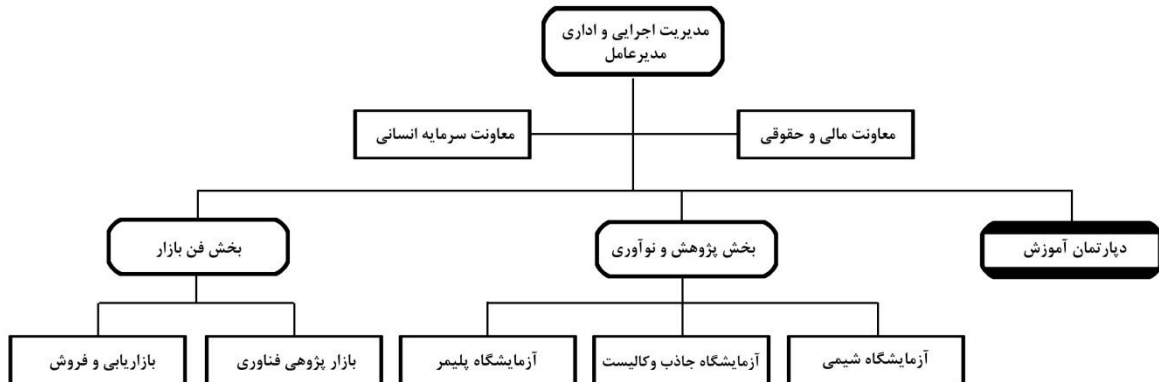 مدیریت اجرایی و اداری
مدیرعامل
معاونت مالی و حقوقی
معاونت سرمایه انسانی
دپارتمان آموزش
بخش پژوهش و نوآوری
بخش فن بازار
آزمایشگاه شیمی
آزمایشگاه جاذب وکالیست
آزمایشگاه پلیمر
بازار پژوهی فناوری
بازاریابی و فروش